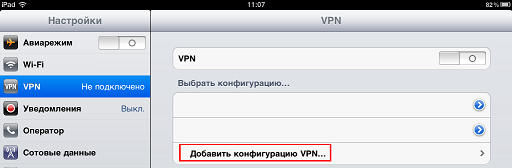 iPad 11:07 82 %
Настройки VPN
Авиарежим
Wi-Fi
VPN Не подключено
Уведомления Выкл.
Оператор
Сотовые данные
VPN
Выбрать конфигурацию...
Добавить конфигурацию VPN...